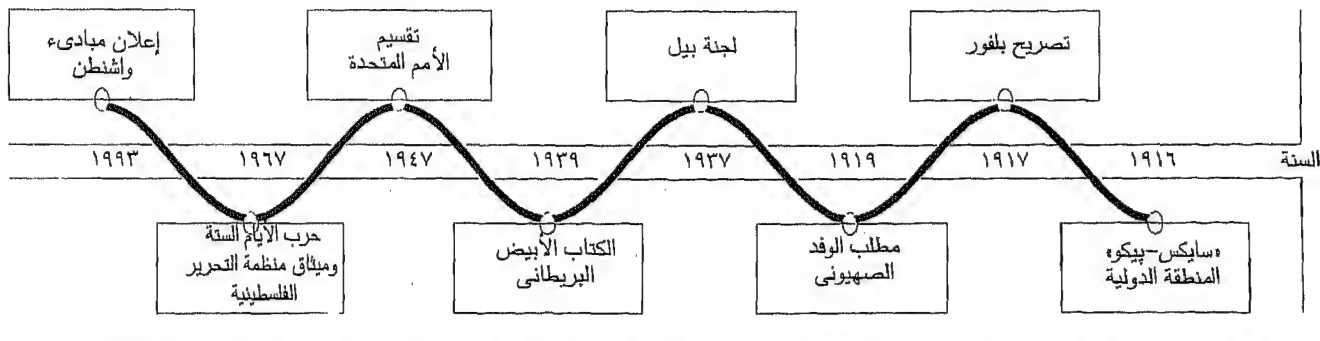 تصريح بلفور
لجنة بيل
تقسيم
الأمم المتحدة
إعلان مبادىء
واشنطن
السنة ١٩١٦ ١٩١٧ ١٩١٩ ١٩٣٧ ١٩٣٩ ١٩٤٧ ١٩٦٧ ١٩٩٣
«سايكس-پيكو»
المنطقة الدولية
مطلب الوفد
الصهيونى
الكتاب الأبيض
البريطانى
حرب الأيام الستة
وميثاق منظمة التحرير
الفلسطينية